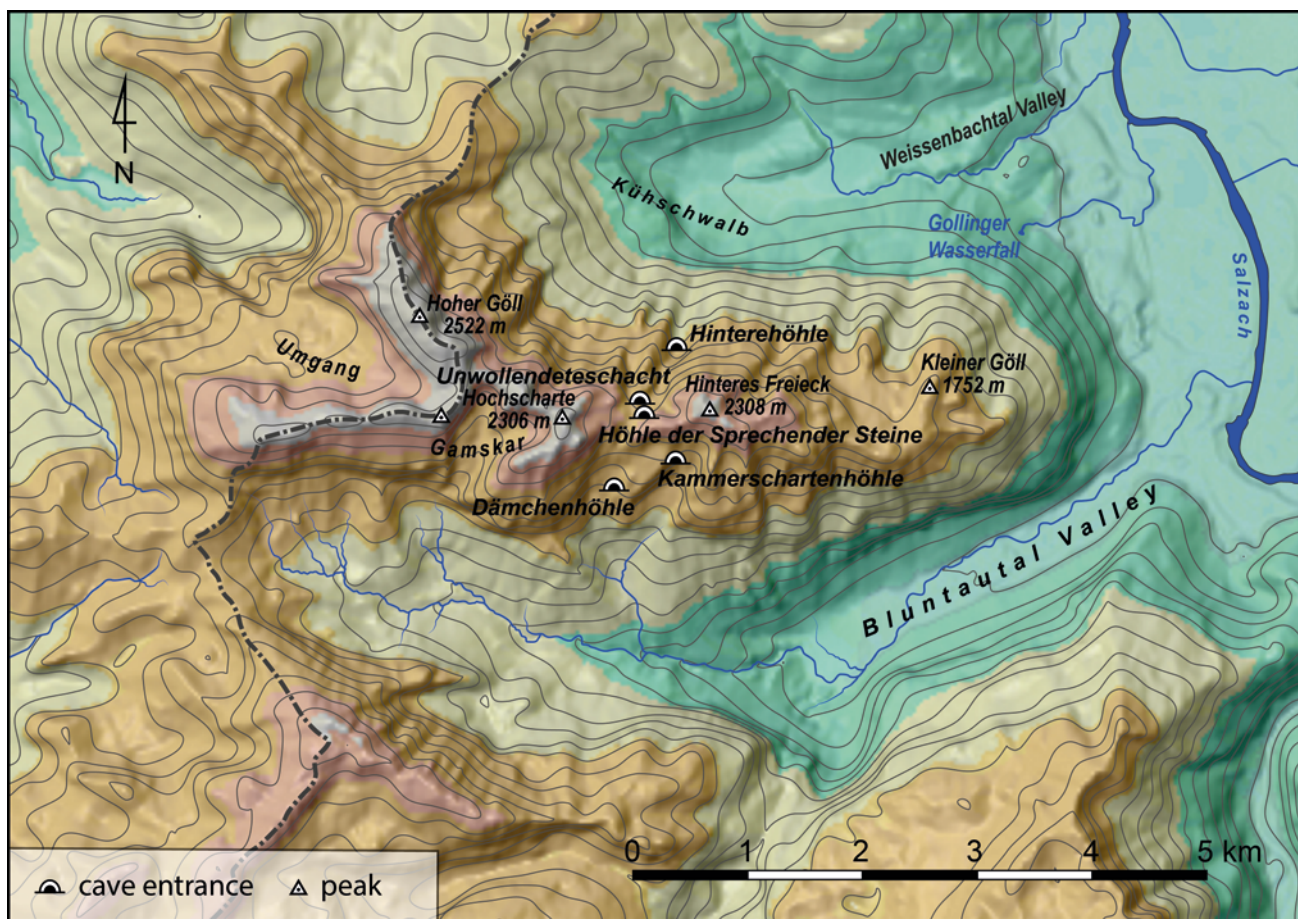 N
Weissenbachtal Valley
Kühschwalb
Gollinger
Wasserfall
Salzach
Hoher Göll
2522 m
Umgang
Hinterehöhle
Kleiner Göll
1752 m
Unwollendeteschacht
Hochscharte
2306 m
Hinteres Freieck
2308 m
Gamskar
Höhle der Sprechender Steine
Kammerschartenhöhle
Dämchenhöhle
Bluntautal Valley
0 1 2 3 4 5 km
cave entrance peak